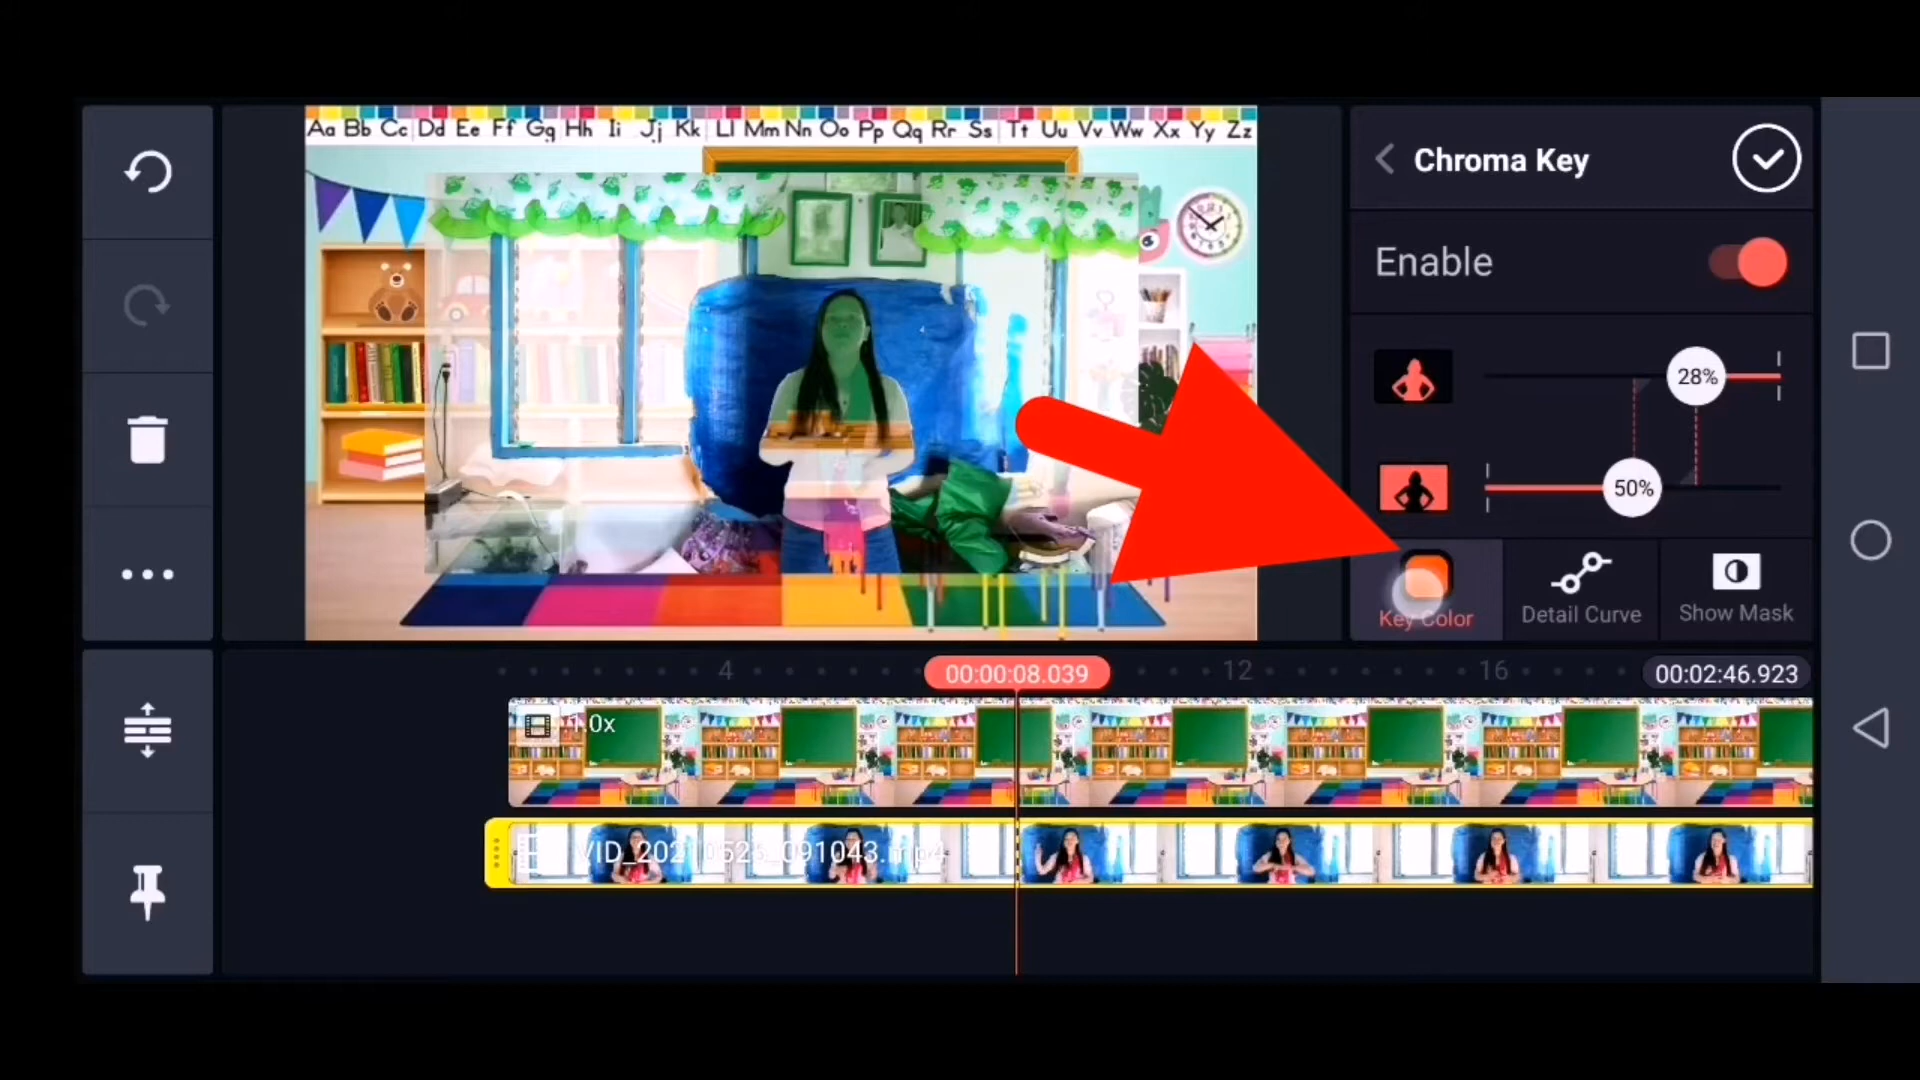 Aa Bb Cc Dd Ee Ff Gg Hh Ii Jj Kk Ll Mm Nn Oo Pp Qq Rr Ss Tt Uu Vv Ww Xx Yy Zz
Chroma Key
Enable
28%
50%
Key Color
Detail Curve
Show Mask
4
00:00:08.039
12
16
00:02:46.923
1.0x
VID_20210525_091043.mp4